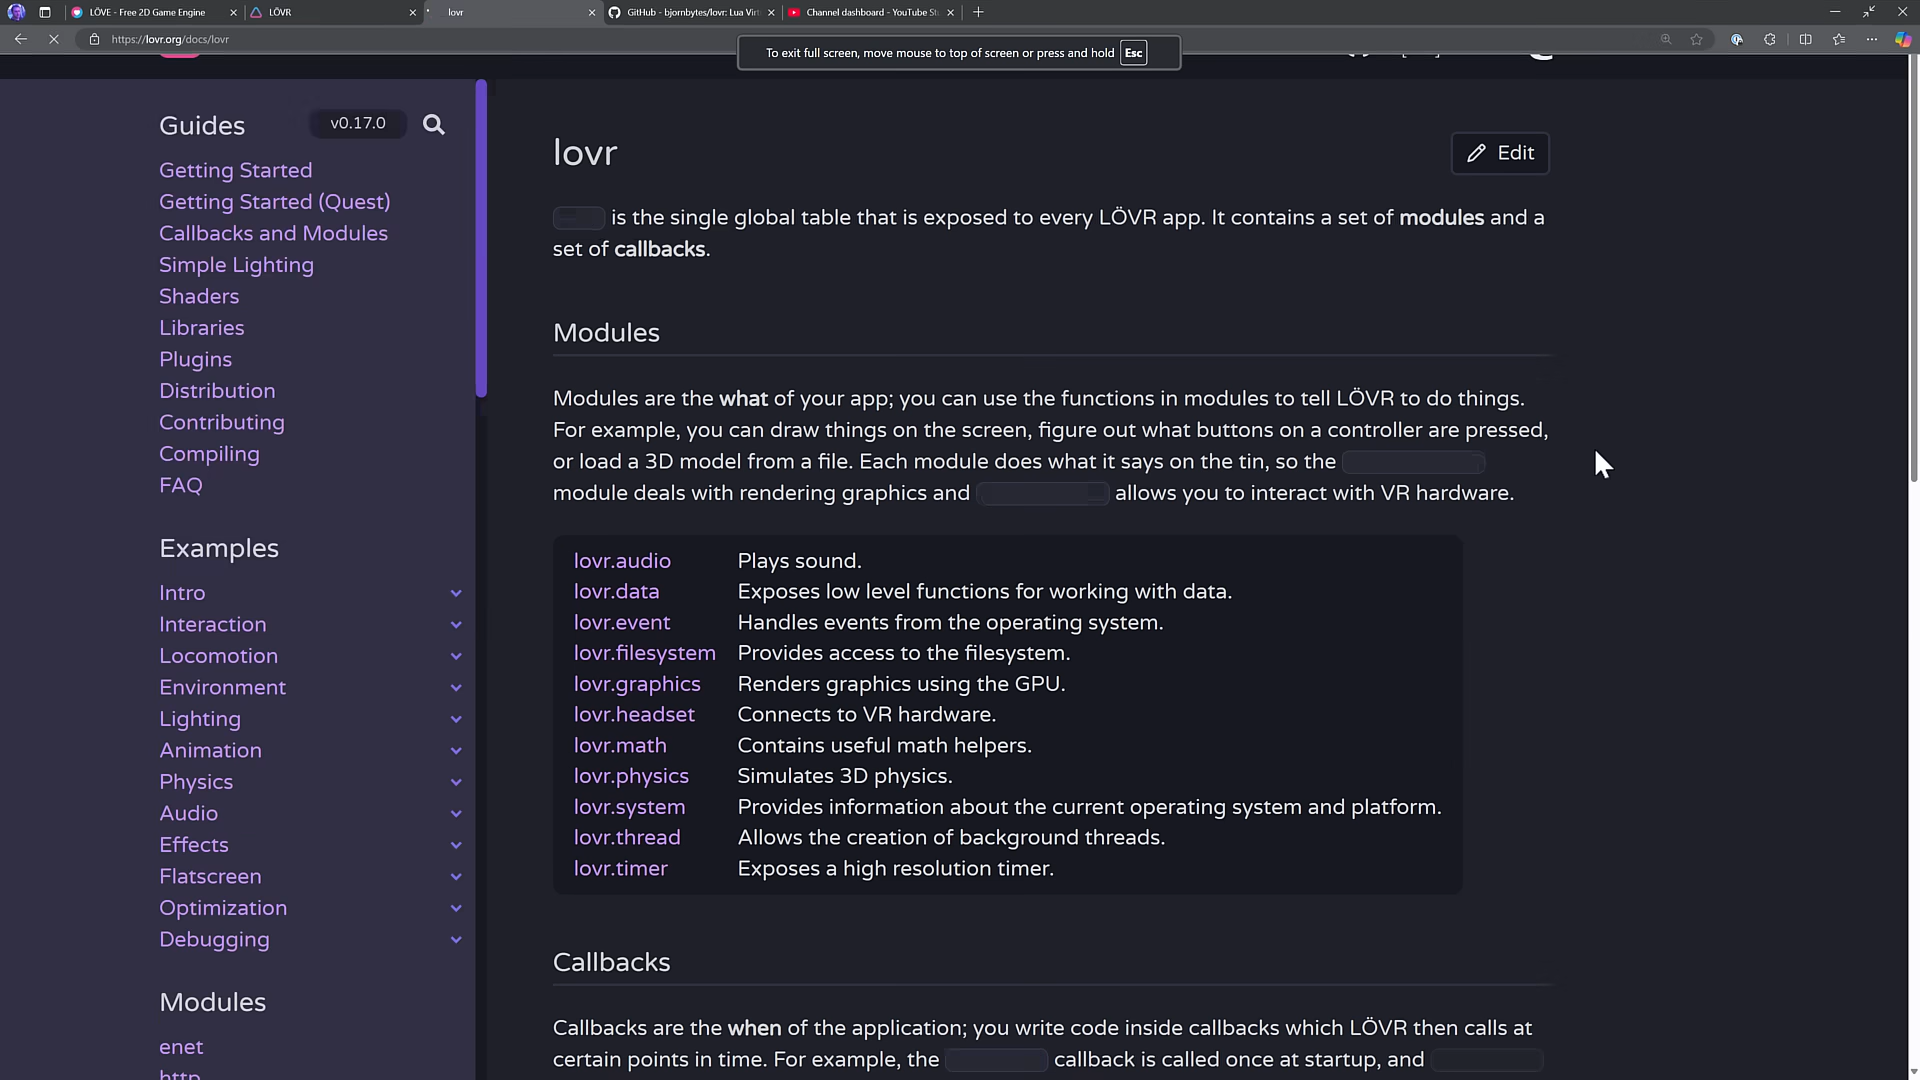 LÖVE - Free 2D Game Engine
LÖVR
lovr
GitHub - bjornbytes/lovr: Lua Virt
Channel dashboard - YouTube St
https://lovr.org/docs/lovr
To exit full screen, move mouse to top of screen or press and hold Esc
Guides
v0.17.0
Getting Started
Getting Started (Quest)
Callbacks and Modules
Simple Lighting
Shaders
Libraries
Plugins
Distribution
Contributing
Compiling
FAQ
Examples
Intro
Interaction
Locomotion
Environment
Lighting
Animation
Physics
Audio
Effects
Flatscreen
Optimization
Debugging
Modules
enet
http
lovr
Edit
is the single global table that is exposed to every LÖVR app. It contains a set of modules and a
set of callbacks.
Modules
Modules are the what of your app; you can use the functions in modules to tell LÖVR to do things.
For example, you can draw things on the screen, figure out what buttons on a controller are pressed,
or load a 3D model from a file. Each module does what it says on the tin, so the
module deals with rendering graphics and allows you to interact with VR hardware.
lovr.audio Plays sound.
lovr.data Exposes low level functions for working with data.
lovr.event Handles events from the operating system.
lovr.filesystem Provides access to the filesystem.
lovr.graphics Renders graphics using the GPU.
lovr.headset Connects to VR hardware.
lovr.math Contains useful math helpers.
lovr.physics Simulates 3D physics.
lovr.system Provides information about the current operating system and platform.
lovr.thread Allows the creation of background threads.
lovr.timer Exposes a high resolution timer.
Callbacks
Callbacks are the when of the application; you write code inside callbacks which LÖVR then calls at
certain points in time. For example, the callback is called once at startup, and